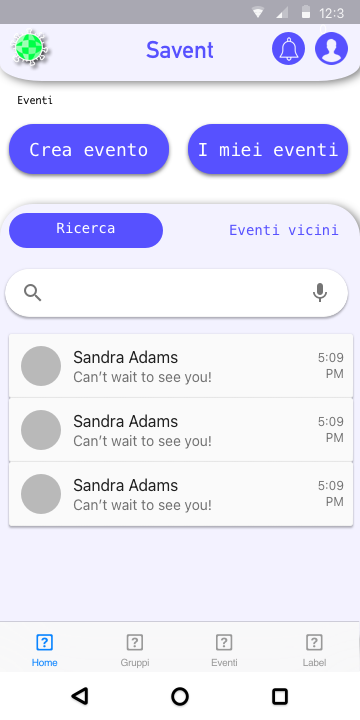 12:3
Savent
Eventi
Crea evento
I miei eventi
Ricerca
Eventi vicini
Sandra Adams
Can't wait to see you!
5:09
PM
Sandra Adams
Can't wait to see you!
5:09
PM
Sandra Adams
Can't wait to see you!
5:09
PM
Home
Gruppi
Eventi
Label